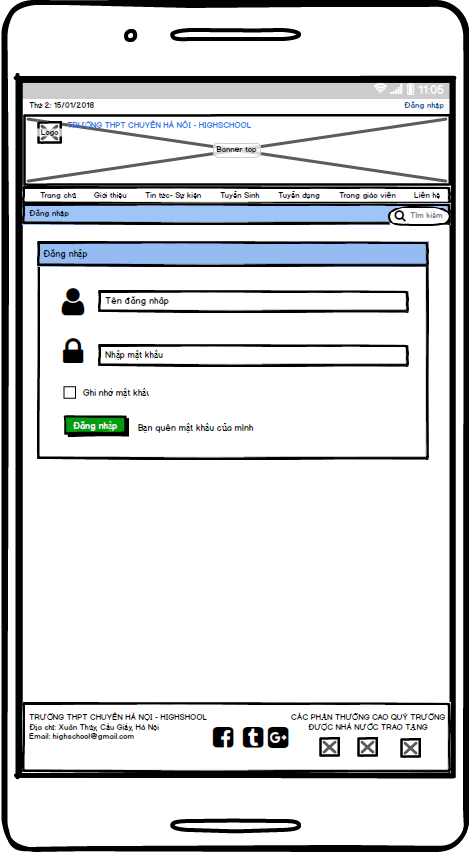 11:05
Thứ 2: 15/01/2018
Đăng nhập
Logo
TRƯỜNG THPT CHUYÊN HÀ NỘI - HIGHSCHOOL
Banner top
Trang chủ Giới thiệu Tin tức- Sự kiện Tuyển Sinh Tuyển dụng Trang giáo viên Liên hệ
Đăng nhập
Tìm kiếm
Đăng nhập
Tên đăng nhập
Nhập mật khẩu
Ghi nhớ mật khẩu
Đăng nhập
Bạn quên mật khẩu của mình
TRƯỜNG THPT CHUYÊN HÀ NỘI - HIGHSHOOL
Địa chỉ: Xuân Thủy, Cầu Giấy, Hà Nội
Email: highschool@gmail.com
CÁC PHẦN THƯỞNG CAO QUÝ TRƯỜNG
ĐƯỢC NHÀ NƯỚC TRAO TẶNG